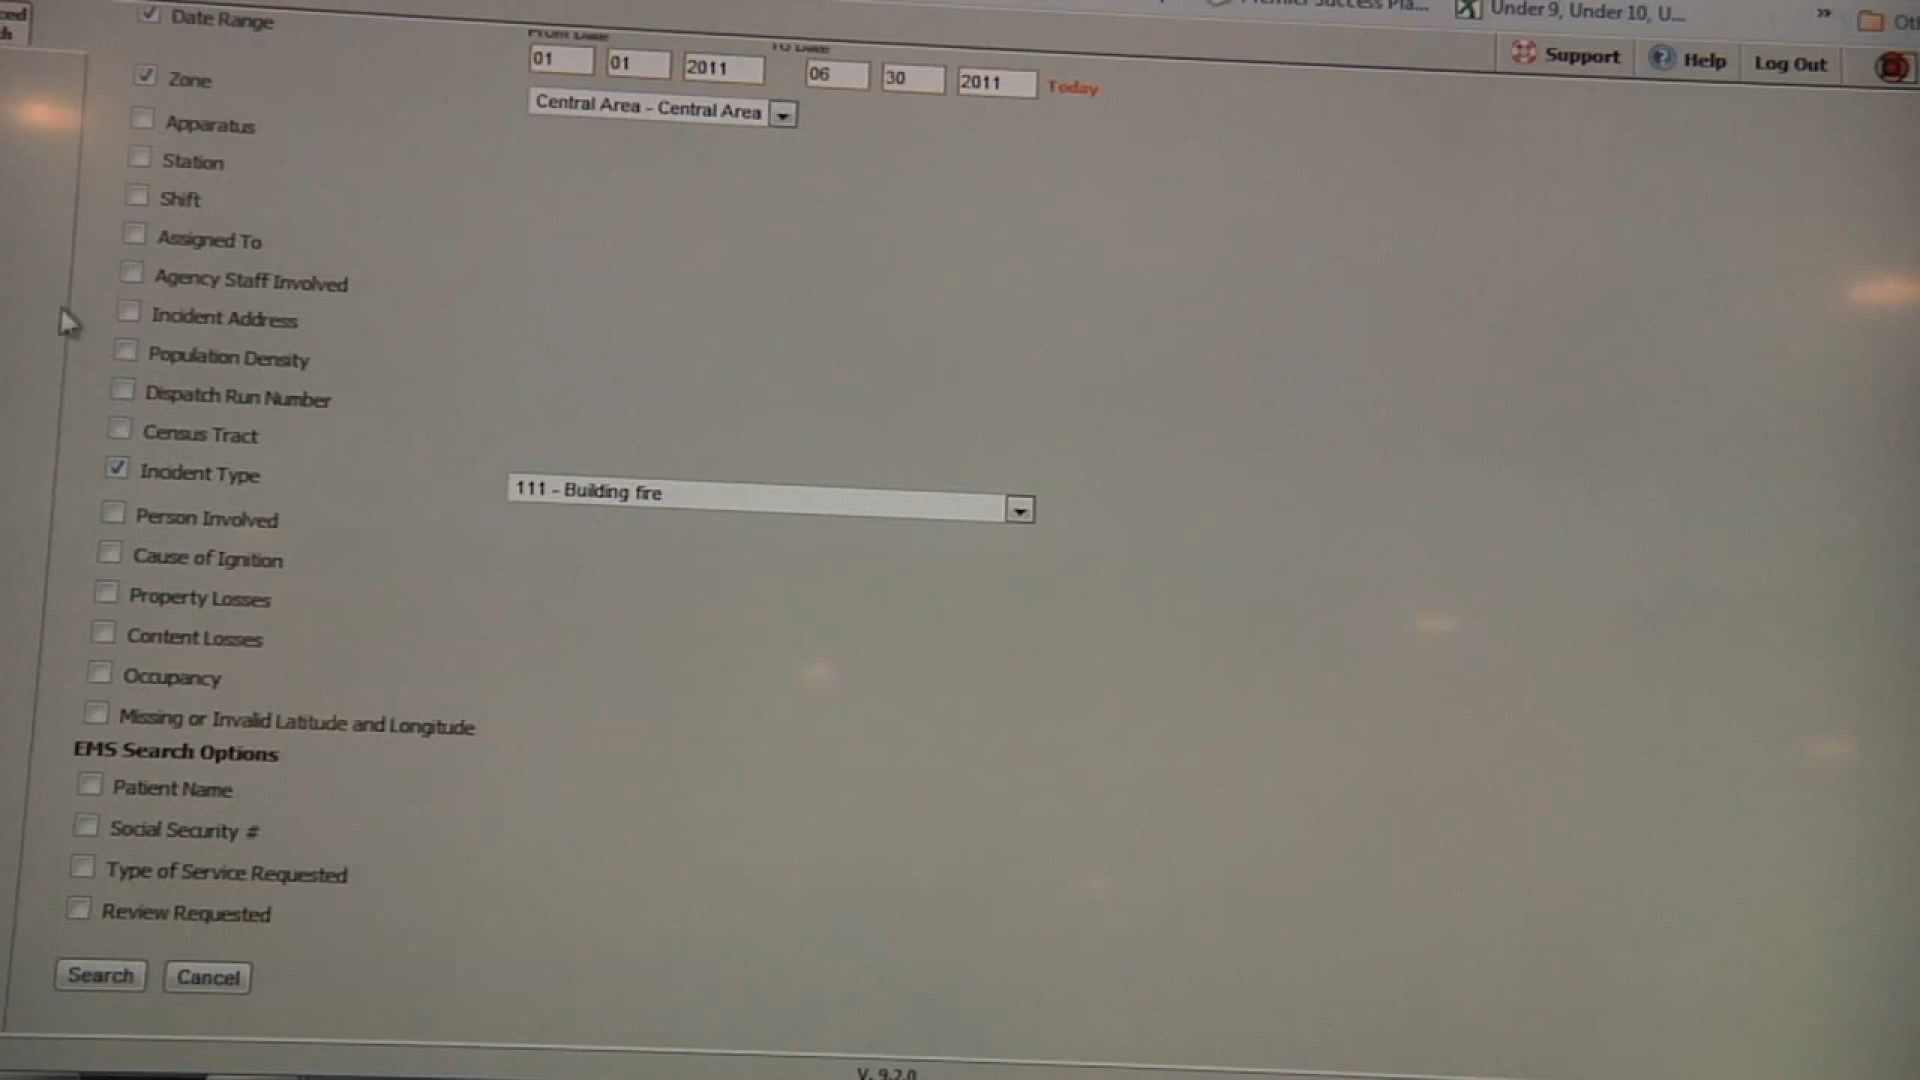 Under 9, Under 10, U... »
Support Help Log Out
Date Range
From Date To Date
01 01 2011 06 30 2011 Today
Zone
Central Area - Central Area
Apparatus
Station
Shift
Assigned To
Agency Staff Involved
Incident Address
Population Density
Dispatch Run Number
Census Tract
Incident Type
111 - Building fire
Person Involved
Cause of Ignition
Property Losses
Content Losses
Occupancy
Missing or Invalid Latitude and Longitude
EMS Search Options
Patient Name
Social Security #
Type of Service Requested
Review Requested
Search Cancel
V. 9.2.0